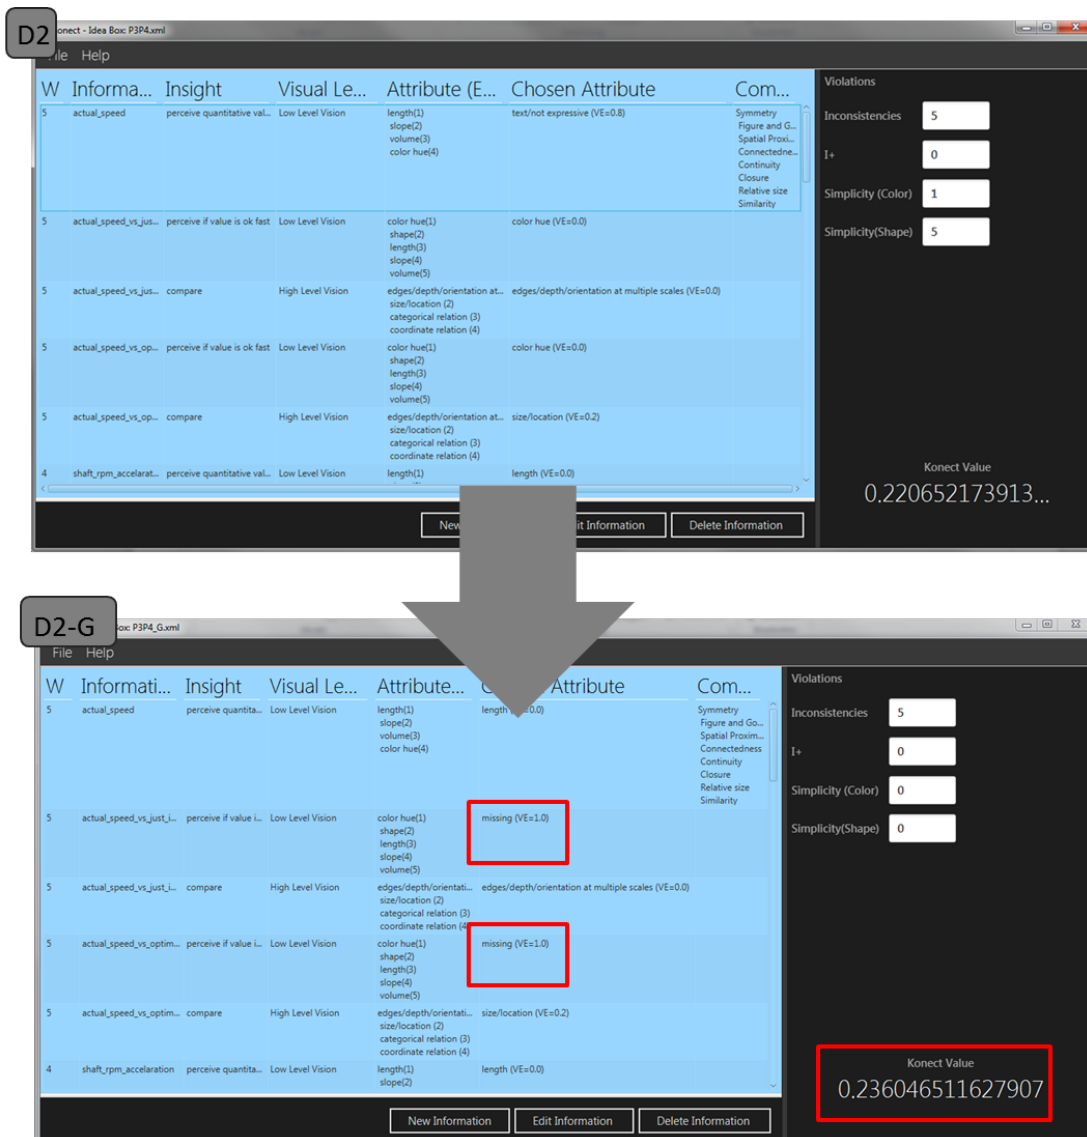 D2
onect - Idea Box: P3P4.xml
ile Help
W Informa... Insight Visual Le... Attribute (E... Chosen Attribute Com...
5 actual_speed perceive quantitative val... Low Level Vision length(1) text/not expressive (VE=0.8) Symmetry
slope(2) Figure and G...
volume(3) Spatial Proxi...
color hue(4) Connectedne...
Continuity
Closure
Relative size
Similarity
5 actual_speed_vs_jus... perceive if value is ok fast Low Level Vision color hue(1) color hue (VE=0.0)
shape(2)
length(3)
slope(4)
volume(5)
5 actual_speed_vs_jus... compare High Level Vision edges/depth/orientation at... edges/depth/orientation at multiple scales (VE=0.0)
size/location (2)
categorical relation (3)
coordinate relation (4)
5 actual_speed_vs_op... perceive if value is ok fast Low Level Vision color hue(1) color hue (VE=0.0)
shape(2)
length(3)
slope(4)
volume(5)
5 actual_speed_vs_op... compare High Level Vision edges/depth/orientation at... size/location (VE=0.2)
size/location (2)
categorical relation (3)
coordinate relation (4)
4 shaft_rpm_accelarat... perceive quantitative val... Low Level Vision length(1) length (VE=0.0)
Violations
Inconsistencies 5
I+ 0
Simplicity (Color) 1
Simplicity(Shape) 5
Konect Value
0.220652173913...
New it Information Delete Information
D2-G
Box: P3P4_G.xml
File Help
W Informati... Insight Visual Le... Attribute... Attribute Com...
5 actual_speed perceive quantita... Low Level Vision length(1) length 0.0) Symmetry
slope(2) Figure and Go...
volume(3) Spatial Proxim...
color hue(4) Connectedness
Continuity
Closure
Relative size
Similarity
5 actual_speed_vs_just_i... perceive if value i... Low Level Vision color hue(1) missing (VE=1.0)
shape(2)
length(3)
slope(4)
volume(5)
5 actual_speed_vs_just_i... compare High Level Vision edges/depth/orientati... edges/depth/orientation at multiple scales (VE=0.0)
size/location (2)
categorical relation (3)
coordinate relation (4
5 actual_speed_vs_optim... perceive if value i... Low Level Vision color hue(1) missing (VE=1.0)
shape(2)
length(3)
slope(4)
volume(5)
5 actual_speed_vs_optim... compare High Level Vision edges/depth/orientati... size/location (VE=0.2)
size/location (2)
categorical relation (3)
coordinate relation (4)
4 shaft_rpm_accelaration perceive quantita... Low Level Vision length(1) length (VE=0.0)
slope(2)
Violations
Inconsistencies 5
I+ 0
Simplicity (Color) 0
Simplicity(Shape) 0
Konect Value
0.236046511627907
New Information Edit Information Delete Information